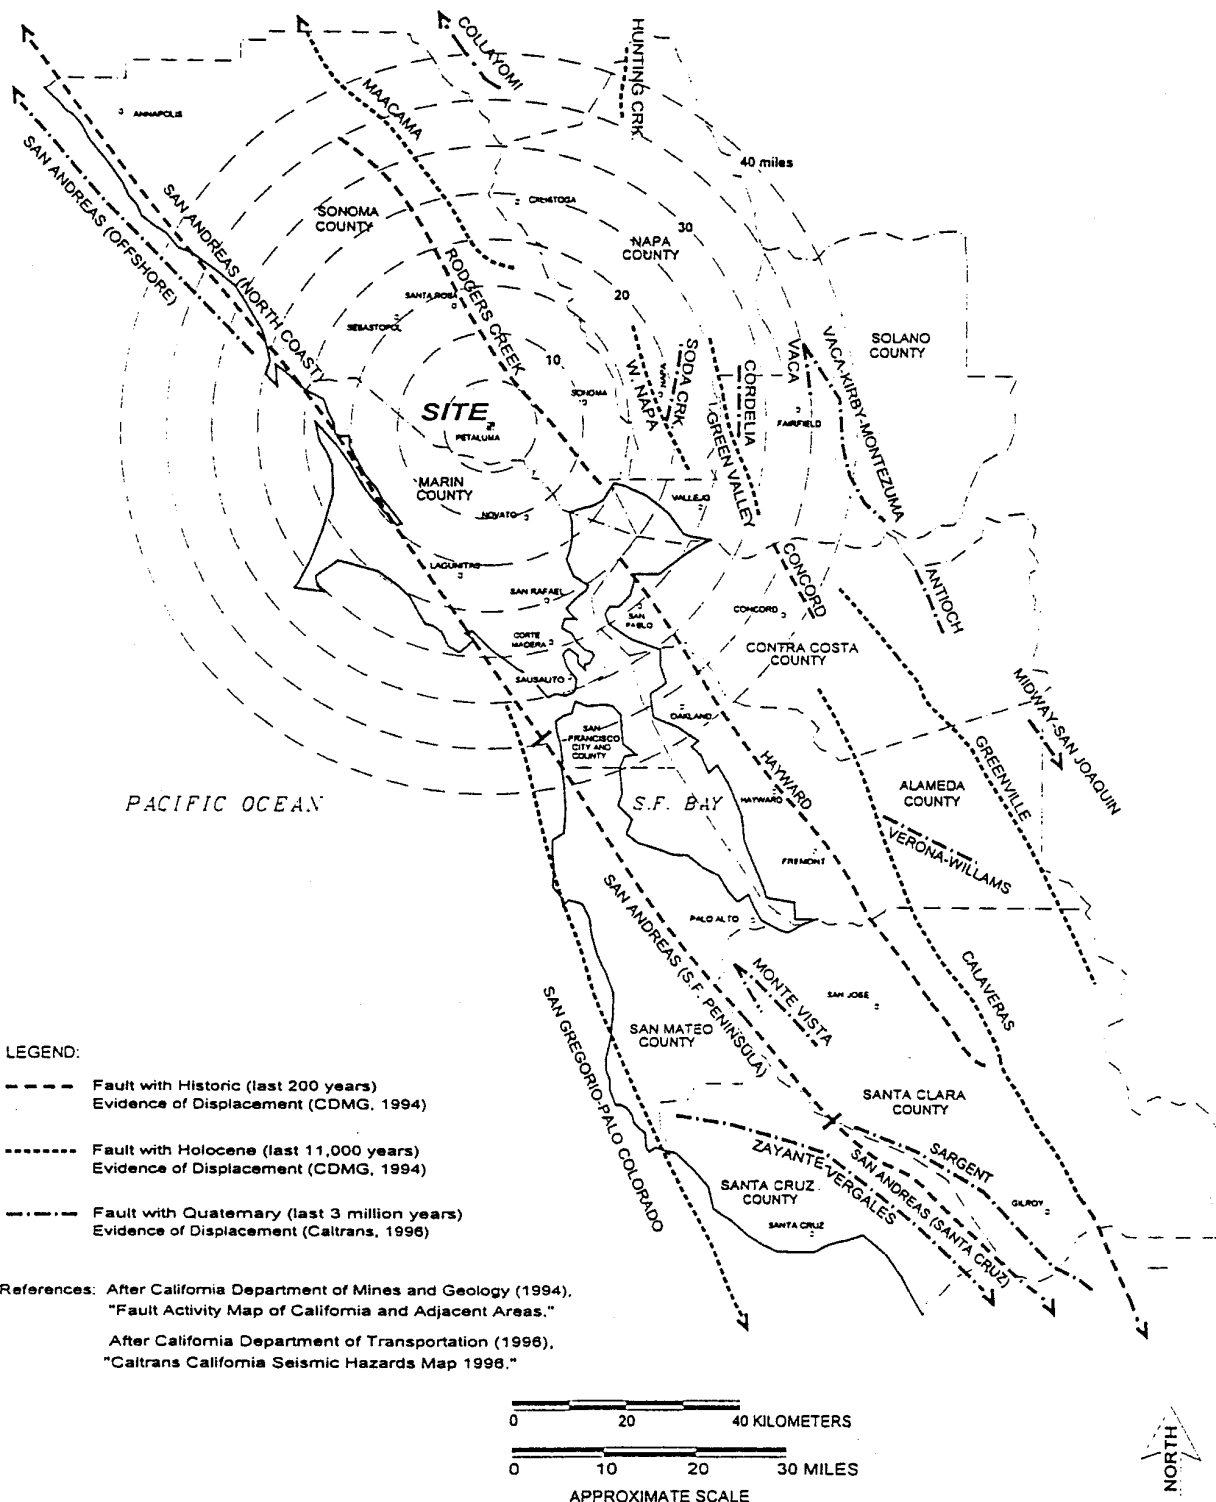 COLLAYOMI
HUNTING CRK.
MAACAMA
ANNAPOLIS
40 miles
SAN ANDREAS (OFFSHORE)
SAN ANDREAS (NORTH COAST)
SONOMA
COUNTY
CALISTOGA
NAPA
COUNTY
30
RODGERS CREEK
SANTA ROSA
20
SEBASTOPOL
10
SOLANO
COUNTY
W. NAPA
NAPA
SODA CRK
CORDELIA
VACA
VACA-KIRBY-MONTEZUMA
SONOMA
SITE
PETALUMA
GREEN VALLEY
FAIRFIELD
MARIN
COUNTY
VALLEJO
NOVATO
LAGUNITAS
CONCORD
ANTIOCH
SAN RAFAEL
SAN
PABLO
CONCORD
CORTE
MADERA
CONTRA COSTA
COUNTY
SAUSALITO
MIDWAY-SAN JOAQUIN
OAKLAND
SAN
FRANCISCO
CITY AND
COUNTY
HAYWARD
GREENVILLE
PACIFIC OCEAN
S.F. BAY
HAYWARD
ALAMEDA
COUNTY
VERONA-WILLAMS
FREMONT
SAN ANDREAS (S.F. PENINSULA)
PALO ALTO
MONTE VISTA
CALAVERAS
SAN JOSE
SAN GREGORIO-PALO COLORADO
SAN MATEO
COUNTY
SANTA CLARA
COUNTY
ZAYANTE-VERGALES
SAN ANDREAS (SANTA CRUZ)
SARGENT
SANTA CRUZ
COUNTY
GILROY
SANTA CRUZ
LEGEND:
Fault with Historic (last 200 years)
Evidence of Displacement (CDMG, 1994)
Fault with Holocene (last 11,000 years)
Evidence of Displacement (CDMG, 1994)
Fault with Quaternary (last 3 million years)
Evidence of Displacement (Caltrans, 1996)
References: After California Department of Mines and Geology (1994),
"Fault Activity Map of California and Adjacent Areas."
After California Department of Transportation (1996),
"Caltrans California Seismic Hazards Map 1996."
0 20 40 KILOMETERS
0 10 20 30 MILES
APPROXIMATE SCALE
NORTH